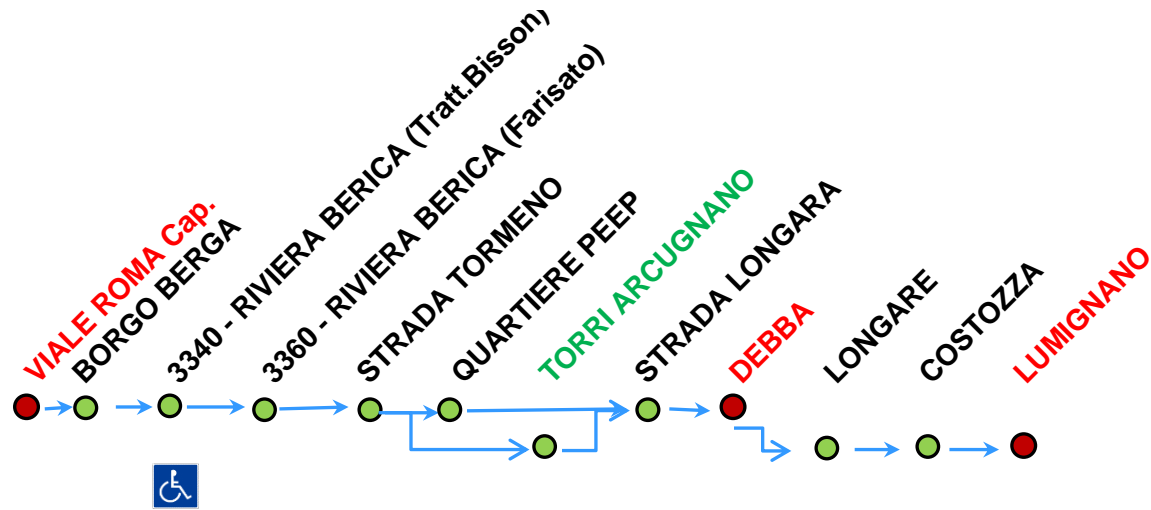 VIALE ROMA Cap.
BORGO BERGA
3340 - RIVIERA BERICA (Tratt.Bisson)
3360 - RIVIERA BERICA (Farisato)
STRADA TORMENO
QUARTIERE PEEP
TORRI ARCUGNANO
STRADA LONGARA
DEBBA
LONGARE
COSTOZZA
LUMIGNANO